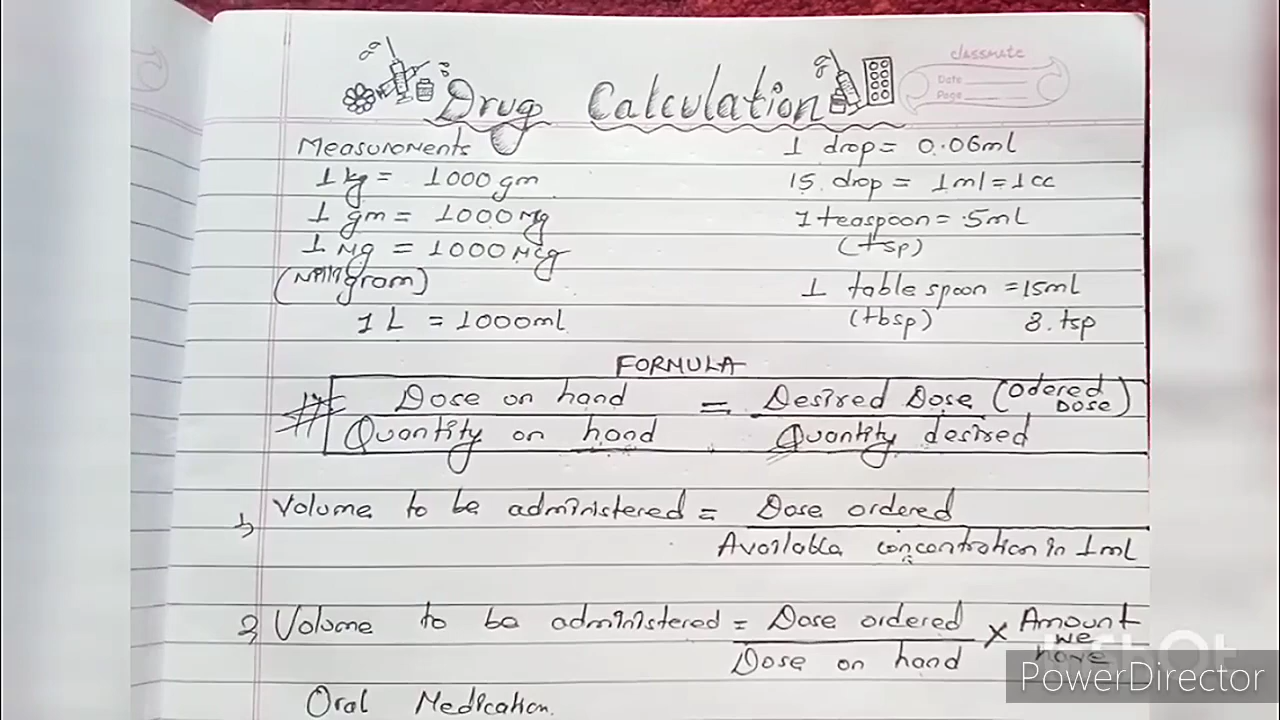 classmate
Date
Page
Drug Calculation
Measurements
1 kg = 1000 gm
1 gm = 1000 Mg
1 Mg = 1000 Mcg
(Milligram)
1 L = 1000ml
1 drop = 0.06ml
15. drop = 1ml = 1cc
1 teaspoon = .5ml
(tsp)
1 table spoon = 15ml
(tbsp) 3. tsp
FORMULA
Dose on hand = Desired Dose (Odered Dose)
Quantity on hand Quantity desired
1, Volume to be administered = Dose ordered
Available concentration in 1ml
2, Volume to be administered = Dose ordered × Amount we have
Dose on hand
Oral Medication.
PowerDirector